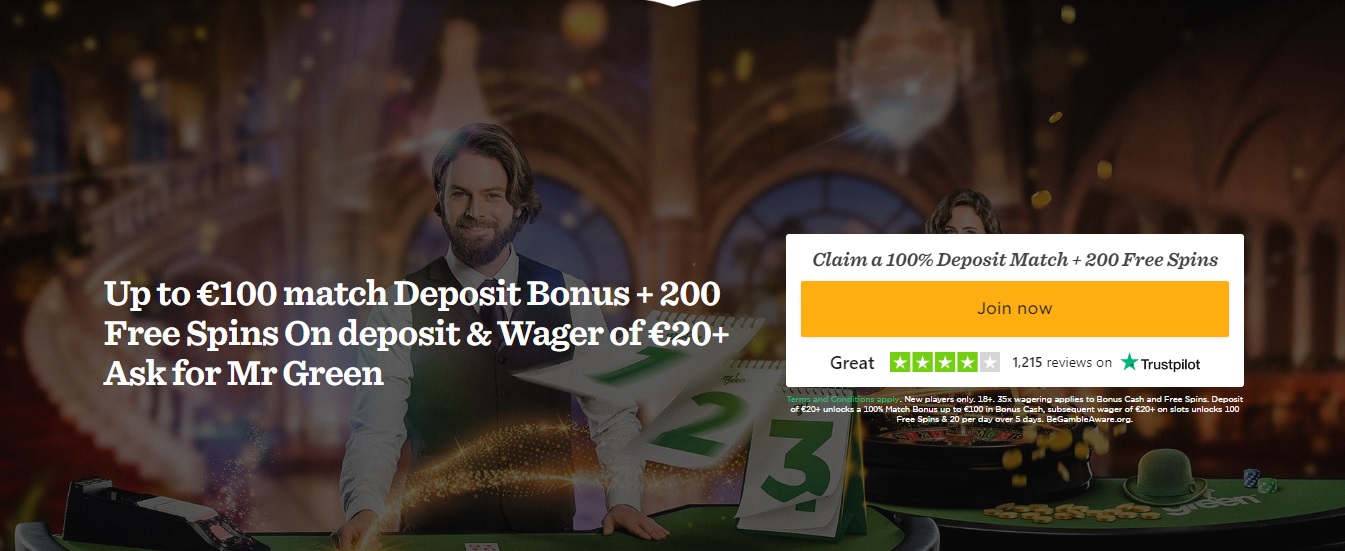 Up to €100 match Deposit Bonus + 200
Free Spins On deposit & Wager of €20+
Ask for Mr Green
Claim a 100% Deposit Match + 200 Free Spins
Join now
Great 1,215 reviews on Trustpilot
Terms and Conditions apply. New players only. 18+. 35x wagering applies to Bonus Cash and Free Spins. Deposit
of €20+ unlocks a 100% Match Bonus up to €100 in Bonus Cash, subsequent wager of €20+ on slots unlocks 100
Free Spins & 20 per day over 5 days. BeGambleAware.org.
1
2
3
green